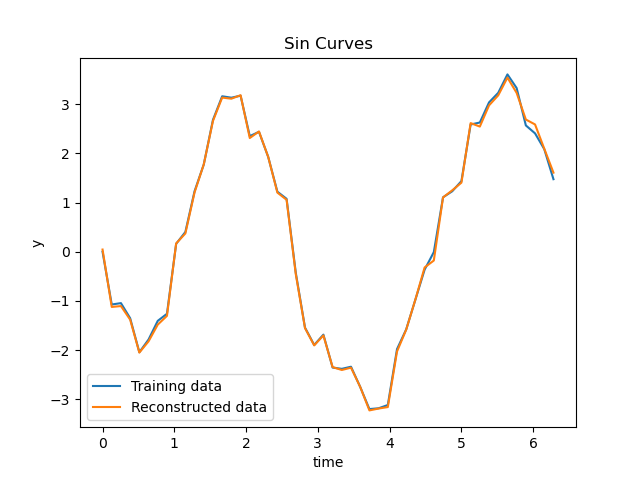 Sin Curves
y
3
2
1
0
−1
−2
−3
Training data
Reconstructed data
0 1 2 3 4 5 6
time